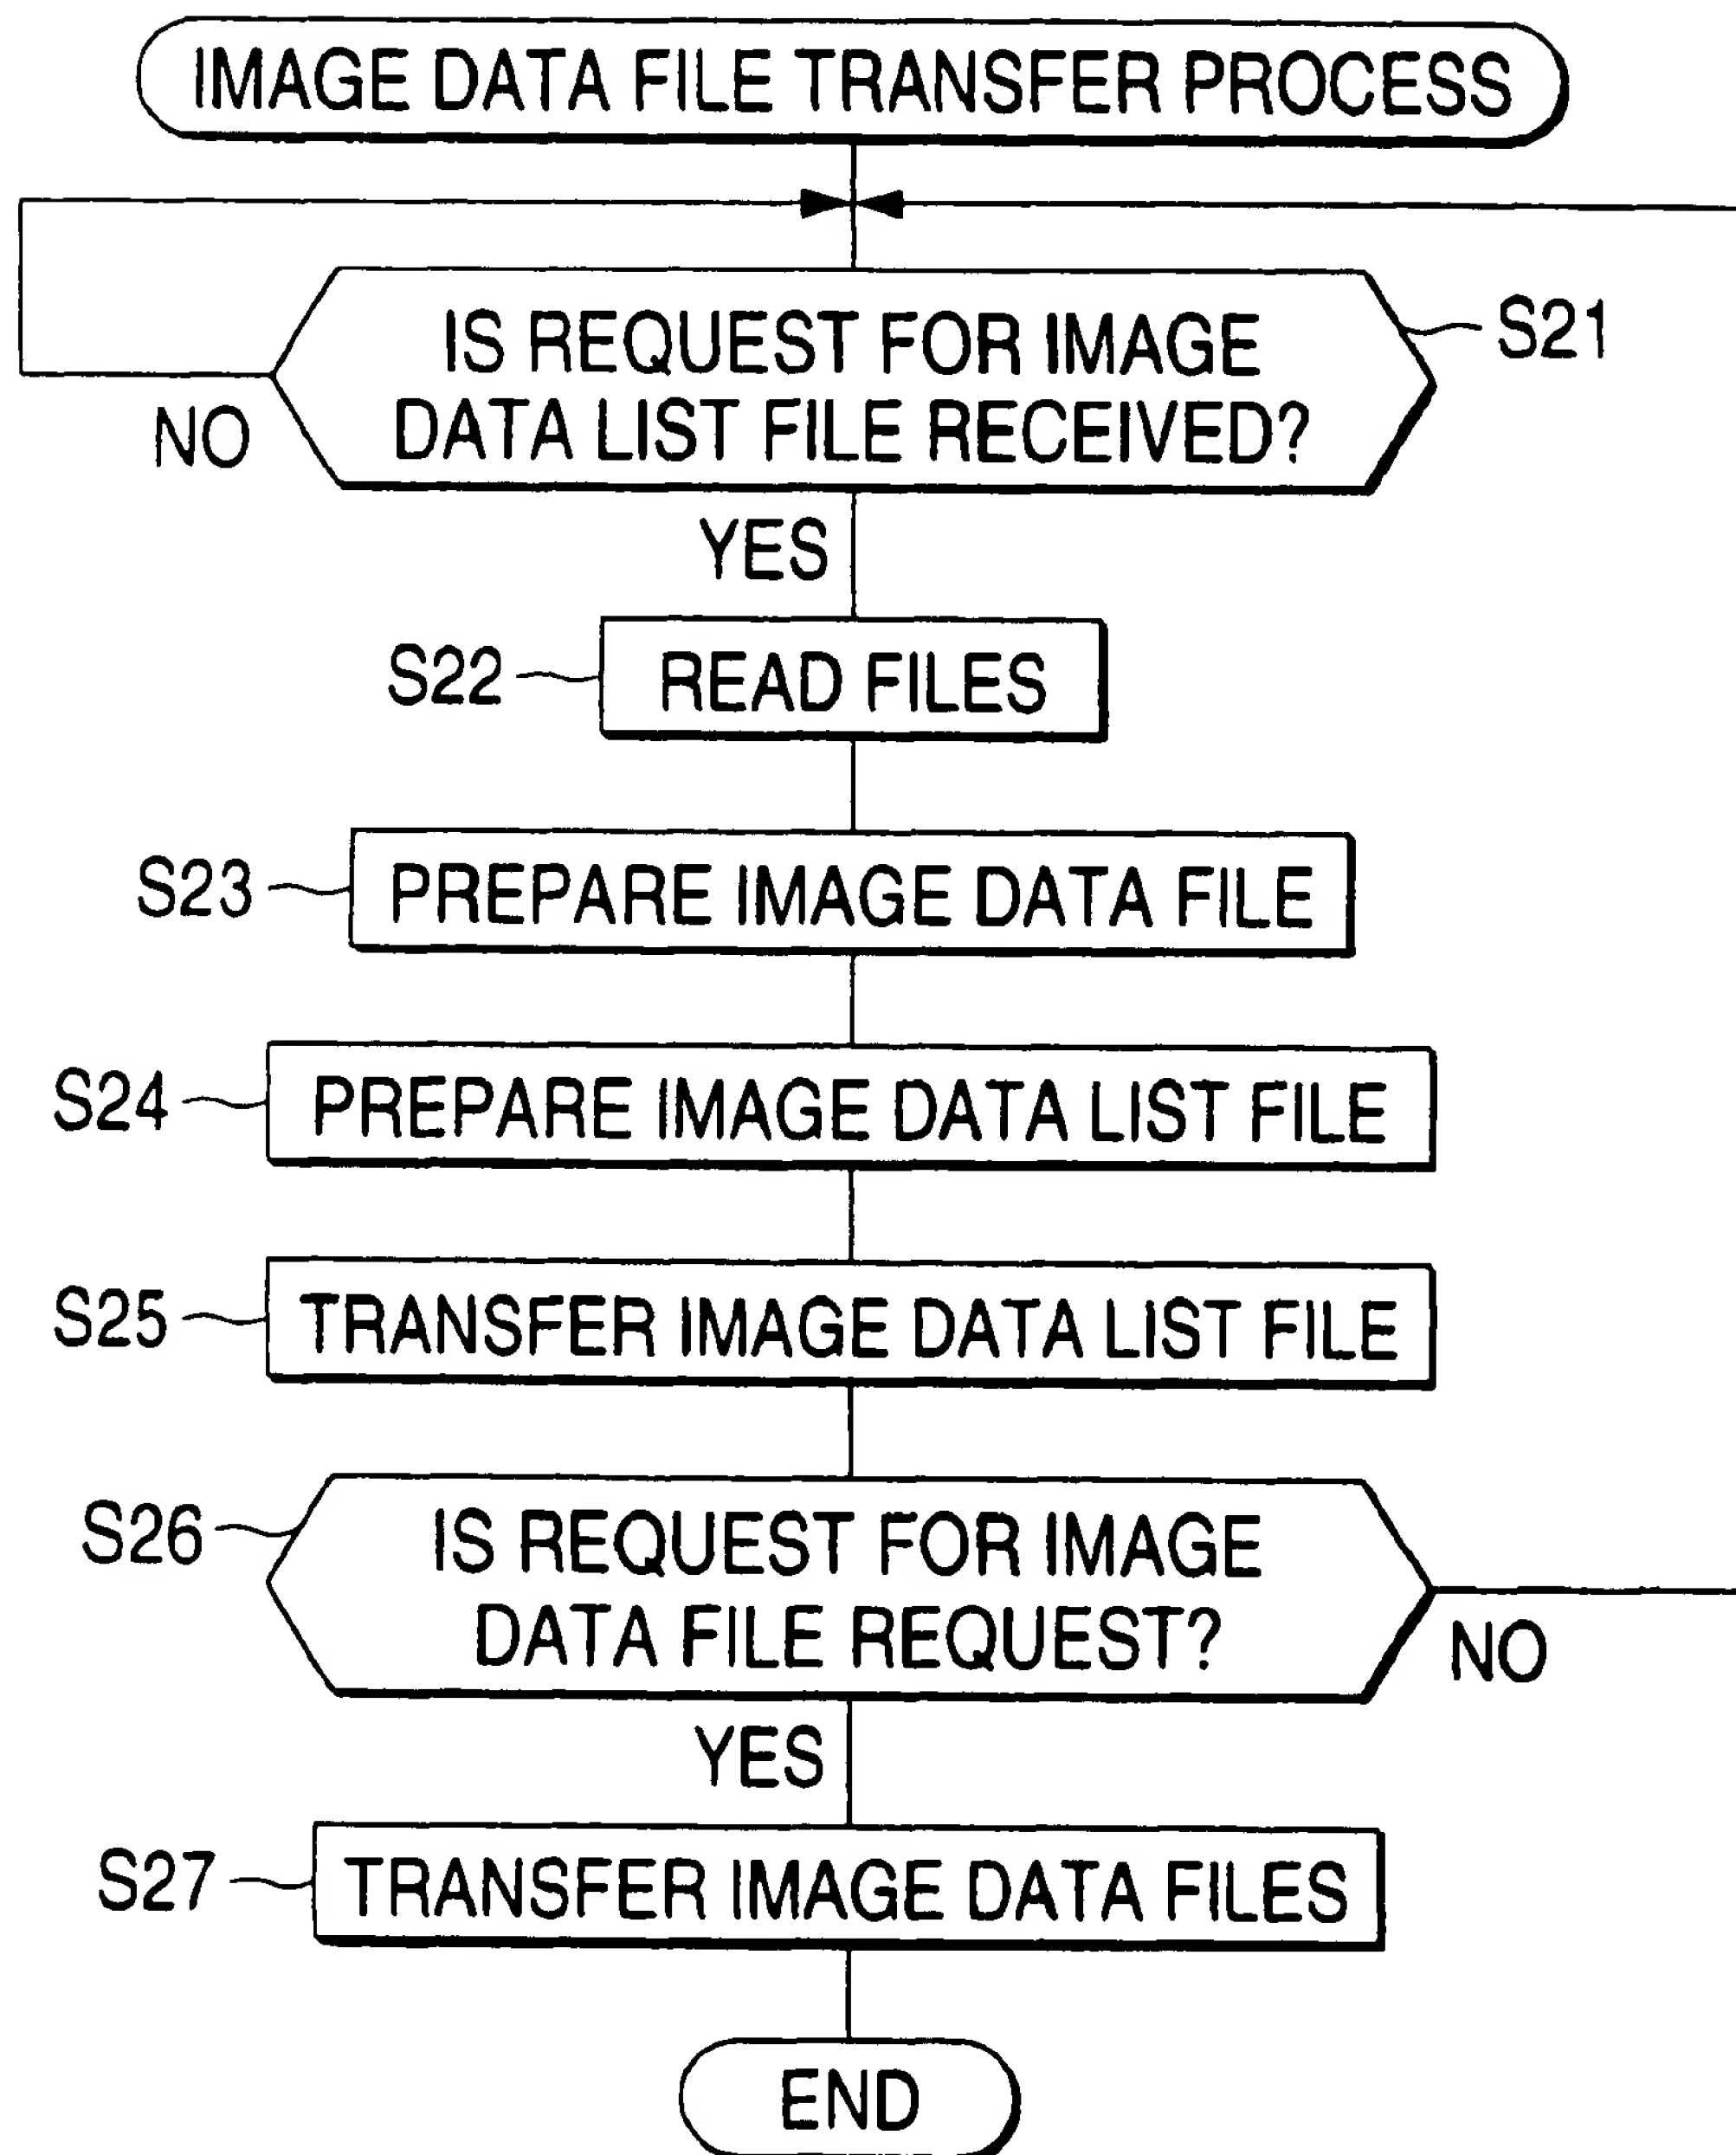 IMAGE DATA FILE TRANSFER PROCESS
IS REQUEST FOR IMAGE
DATA LIST FILE RECEIVED?
S21
NO
YES
S22
READ FILES
S23
PREPARE IMAGE DATA FILE
S24
PREPARE IMAGE DATA LIST FILE
S25
TRANSFER IMAGE DATA LIST FILE
S26
IS REQUEST FOR IMAGE
DATA FILE REQUEST?
NO
YES
S27
TRANSFER IMAGE DATA FILES
END